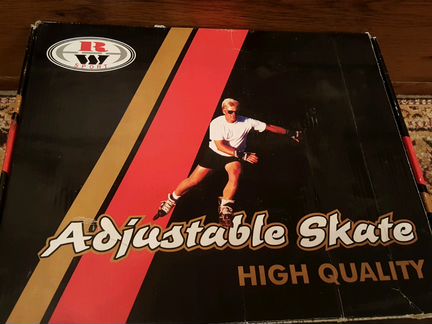 R
W
SPORT
Adjustable Skate
HIGH QUALITY